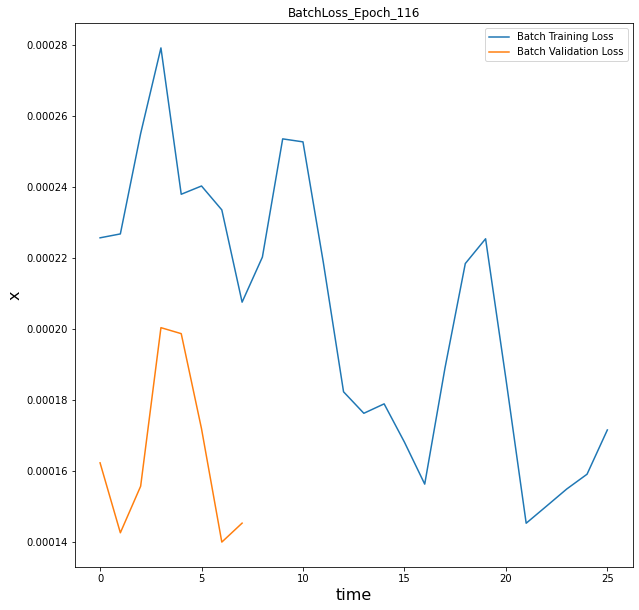 BatchLoss_Epoch_116
Batch Training Loss
Batch Validation Loss
0.00028
0.00026
0.00024
0.00022
0.00020
0.00018
0.00016
0.00014
x
0 5 10 15 20 25
time